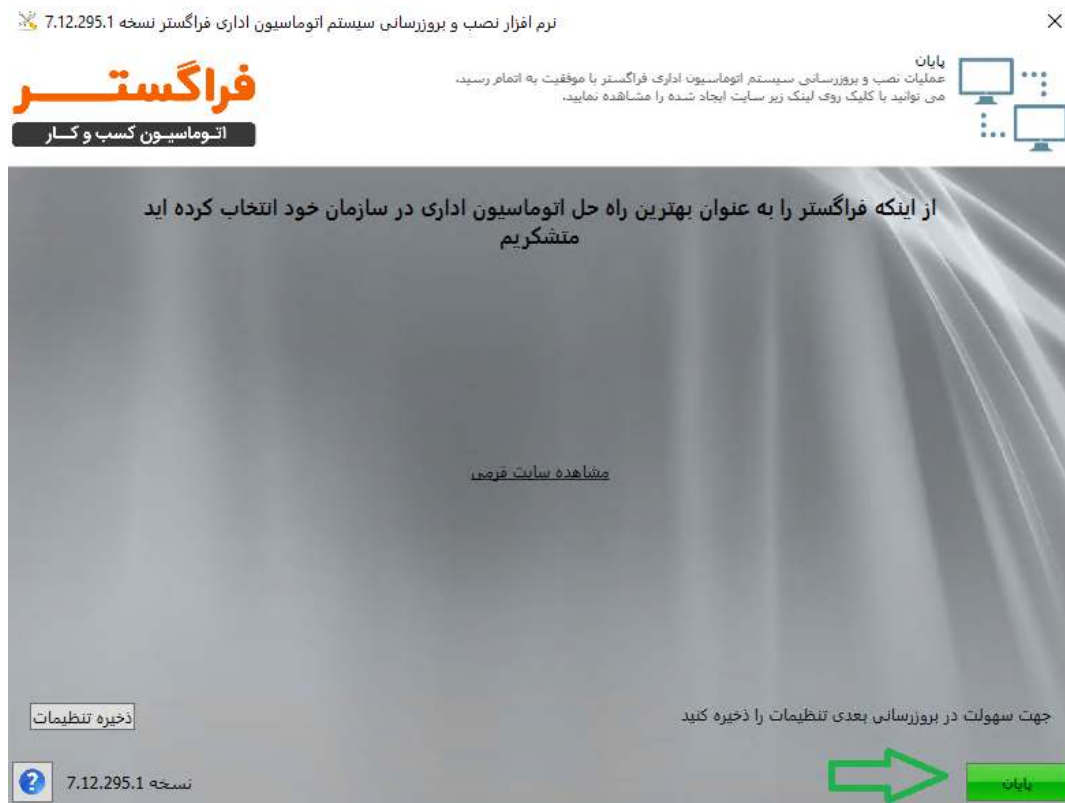 نرم افزار نصب و بروزرسانی سیستم اتوماسیون اداری فراگستر نسخه 7.12.295.1
پایان
عملیات نصب و بروزرسانی سیستم اتوماسیون اداری فراگستر با موفقیت به اتمام رسید،
می توانید با کلیک روی لینک زیر سایت ایجاد شده را مشاهده نمایید.
فراگستر
اتوماسیون کسب و کار
از اینکه فراگستر را به عنوان بهترین راه حل اتوماسیون اداری در سازمان خود انتخاب کرده اید
متشکریم
مشاهده سایت فرمی
جهت سهولت در بروزرسانی بعدی تنظیمات را ذخیره کنید
ذخیره تنظیمات
پایان
نسخه 7.12.295.1
?